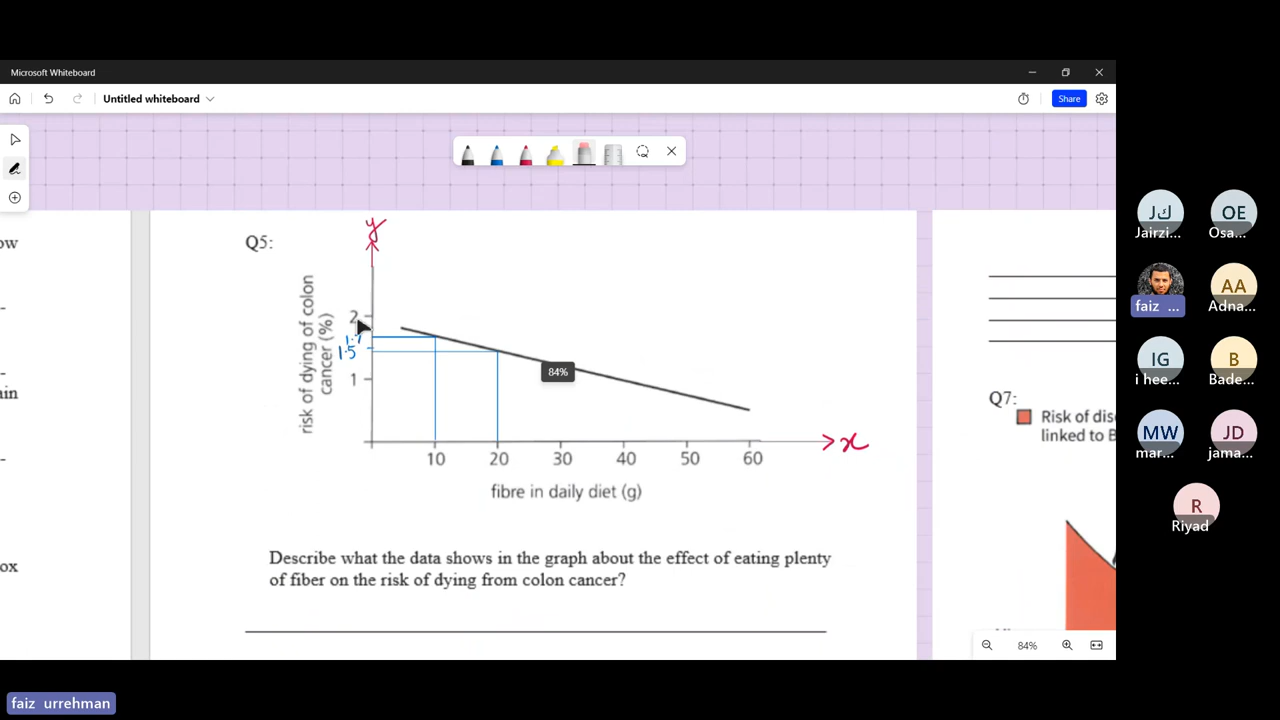 Microsoft Whiteboard
Untitled whiteboard
Share
ow
ain
ox
Q5:
y
risk of dying of colon
cancer (%)
2
1.7
1.5
1
84%
10 20 30 40 50 60
x
fibre in daily diet (g)
Describe what the data shows in the graph about the effect of eating plenty
of fiber on the risk of dying from colon cancer?
Q7:
Risk of dis
linked to B
84%
كJ
Jairzi...
OE
Osa...
faiz ...
AA
Adna...
IG
i hee...
B
Bade...
MW
mar...
JD
jama...
R
Riyad
faiz urrehman